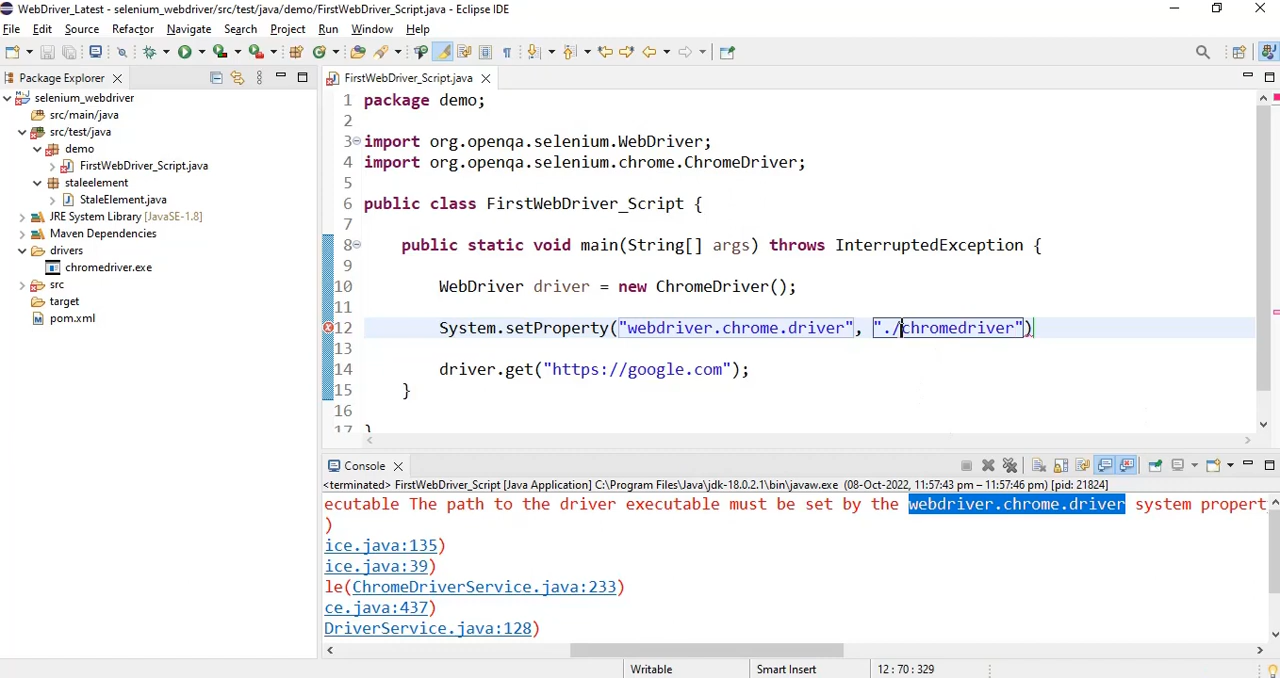 WebDriver_Latest - selenium_webdriver/src/test/java/demo/FirstWebDriver_Script.java - Eclipse IDE
File Edit Source Refactor Navigate Search Project Run Window Help
Package Explorer
selenium_webdriver
src/main/java
src/test/java
demo
FirstWebDriver_Script.java
staleelement
StaleElement.java
JRE System Library [JavaSE-1.8]
Maven Dependencies
drivers
chromedriver.exe
src
target
pom.xml
FirstWebDriver_Script.java
1 package demo;
2
3 import org.openqa.selenium.WebDriver;
4 import org.openqa.selenium.chrome.ChromeDriver;
5
6 public class FirstWebDriver_Script {
7
8 public static void main(String[] args) throws InterruptedException {
9
10 WebDriver driver = new ChromeDriver();
11
12 System.setProperty("webdriver.chrome.driver", "./chromedriver")
13
14 driver.get("https://google.com");
15 }
16
17 }
Console
<terminated> FirstWebDriver_Script [Java Application] C:\Program Files\Java\jdk-18.0.2.1\bin\javaw.exe (08-Oct-2022, 11:57:43 pm – 11:57:46 pm) [pid: 21824]
ecutable The path to the driver executable must be set by the webdriver.chrome.driver system propert
)
ice.java:135)
ice.java:39)
le(ChromeDriverService.java:233)
ce.java:437)
DriverService.java:128)
Writable Smart Insert 12 : 70 : 329